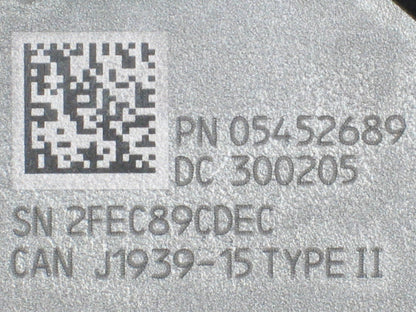 PN 05452689
DC 300205
SN 2FEC89CDEC
CAN J1939-15 TYPE II